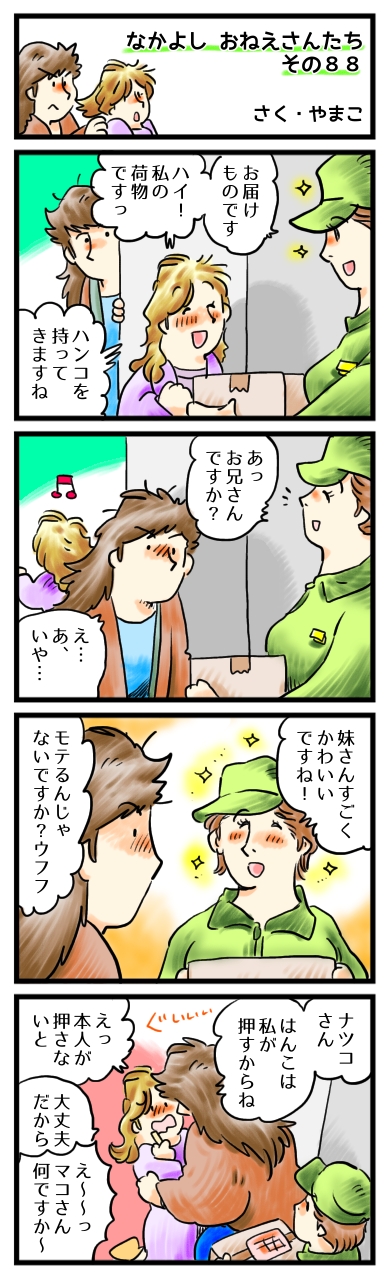 なかよし おねえさんたち
その８８
さく・やまこ
お届け
ものです
ハイ！
私の
荷物
ですっ
ハンコを
持って
きますね
あっ
お兄さん
ですか？
え…
あ、
いや…
妹さんすごく
かわいい
ですね！
モテるんじゃ
ないですか？ウフフ
ナツコ
さん
はんこは
私が
押すからね
ぐいいい
えっ
本人が
押さな
いと
大丈夫
だから
え〜〜っ
マコさん
何ですか〜